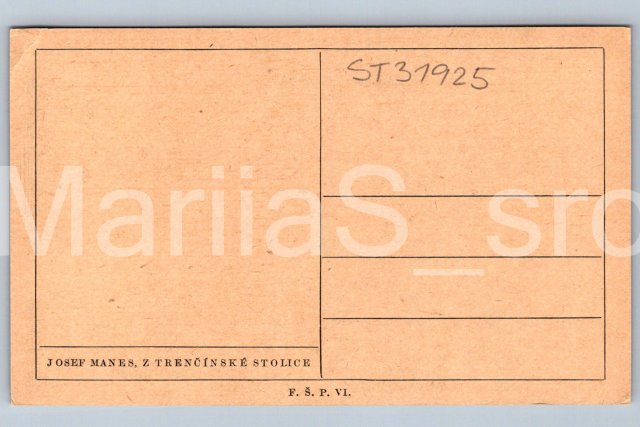 ST31925
MariiaS_sro
JOSEF MANES, Z TRENČÍNSKÉ STOLICE
F. Š. P. VI.